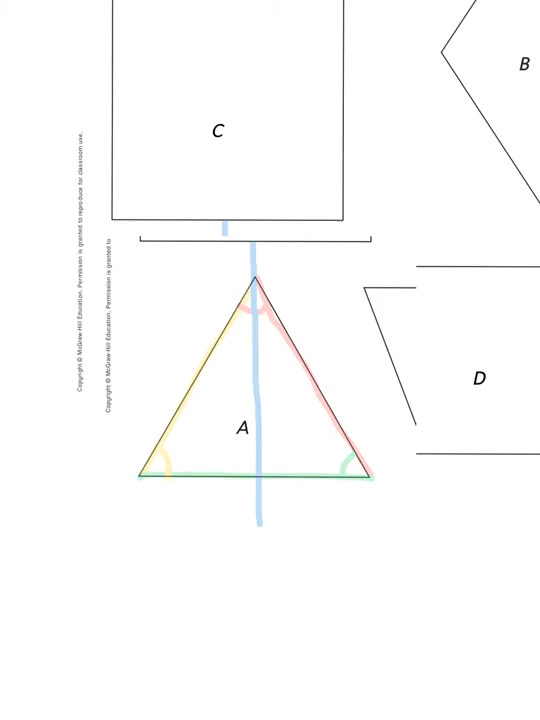 B
C
Copyright © McGraw-Hill Education. Permission is granted to reproduce for classroom use.
Copyright © McGraw-Hill Education. Permission is granted to
D
A